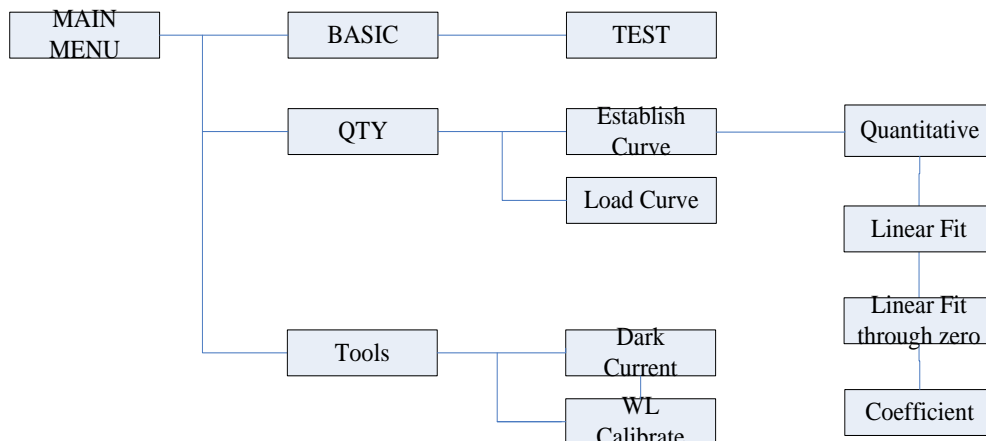 MAIN
MENU
BASIC
TEST
QTY
Establish
Curve
Quantitative
Load Curve
Linear Fit
Linear Fit
through zero
Tools
Dark
Current
WL
Calibrate
Coefficient